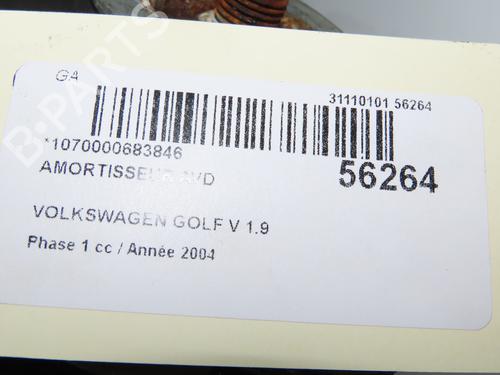 G4
31110101 56264
*1070000683846
56264
AMORTISSEUR AVD
VOLKSWAGEN GOLF V 1.9
Phase 1 cc / Année 2004
B-PARTS